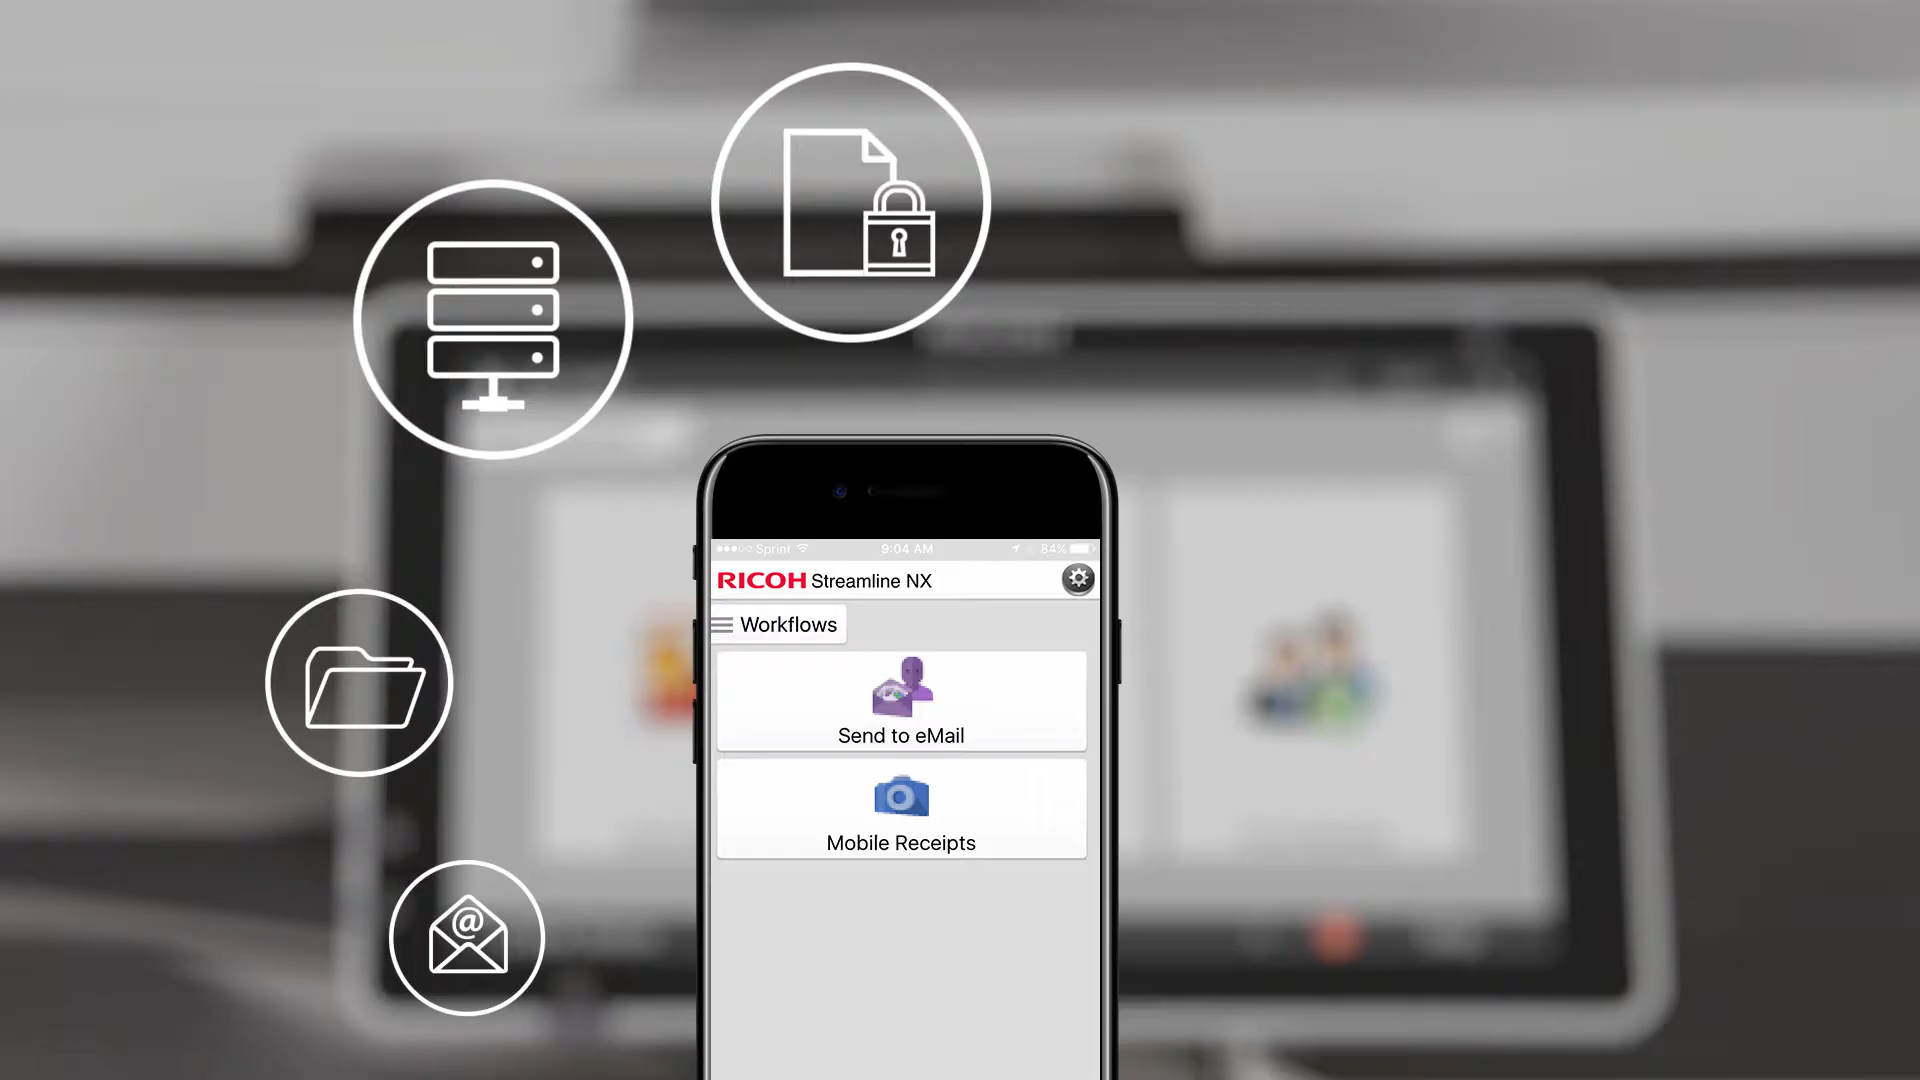 Sprint 9:04 AM 84%
RICOH Streamline NX
Workflows
Send to eMail
Mobile Receipts
@